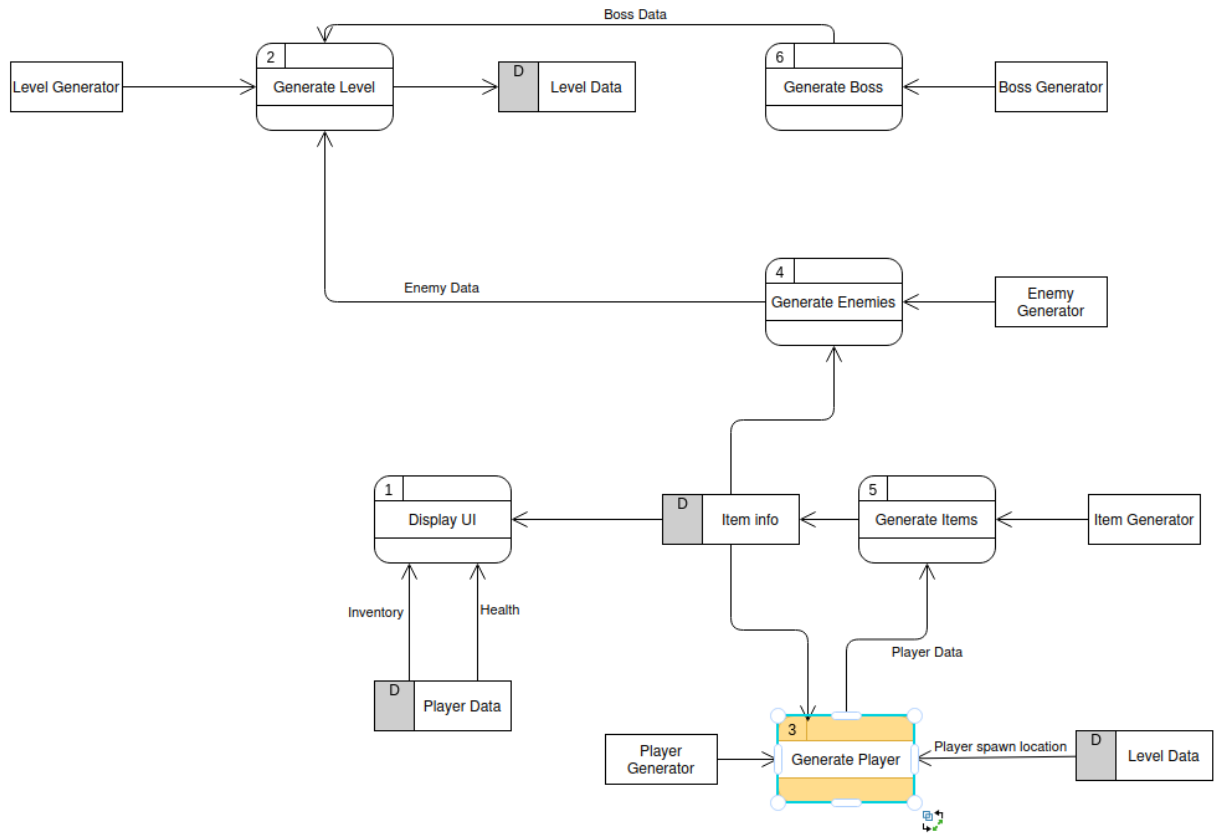 Boss Data
2
6
D
Level Generator
Generate Level
Level Data
Generate Boss
Boss Generator
4
Enemy Data
Generate Enemies
Enemy
Generator
1
D
5
Display UI
Item info
Generate Items
Item Generator
Inventory
Health
Player Data
D
Player Data
3
D
Player
Generator
Generate Player
Player spawn location
Level Data